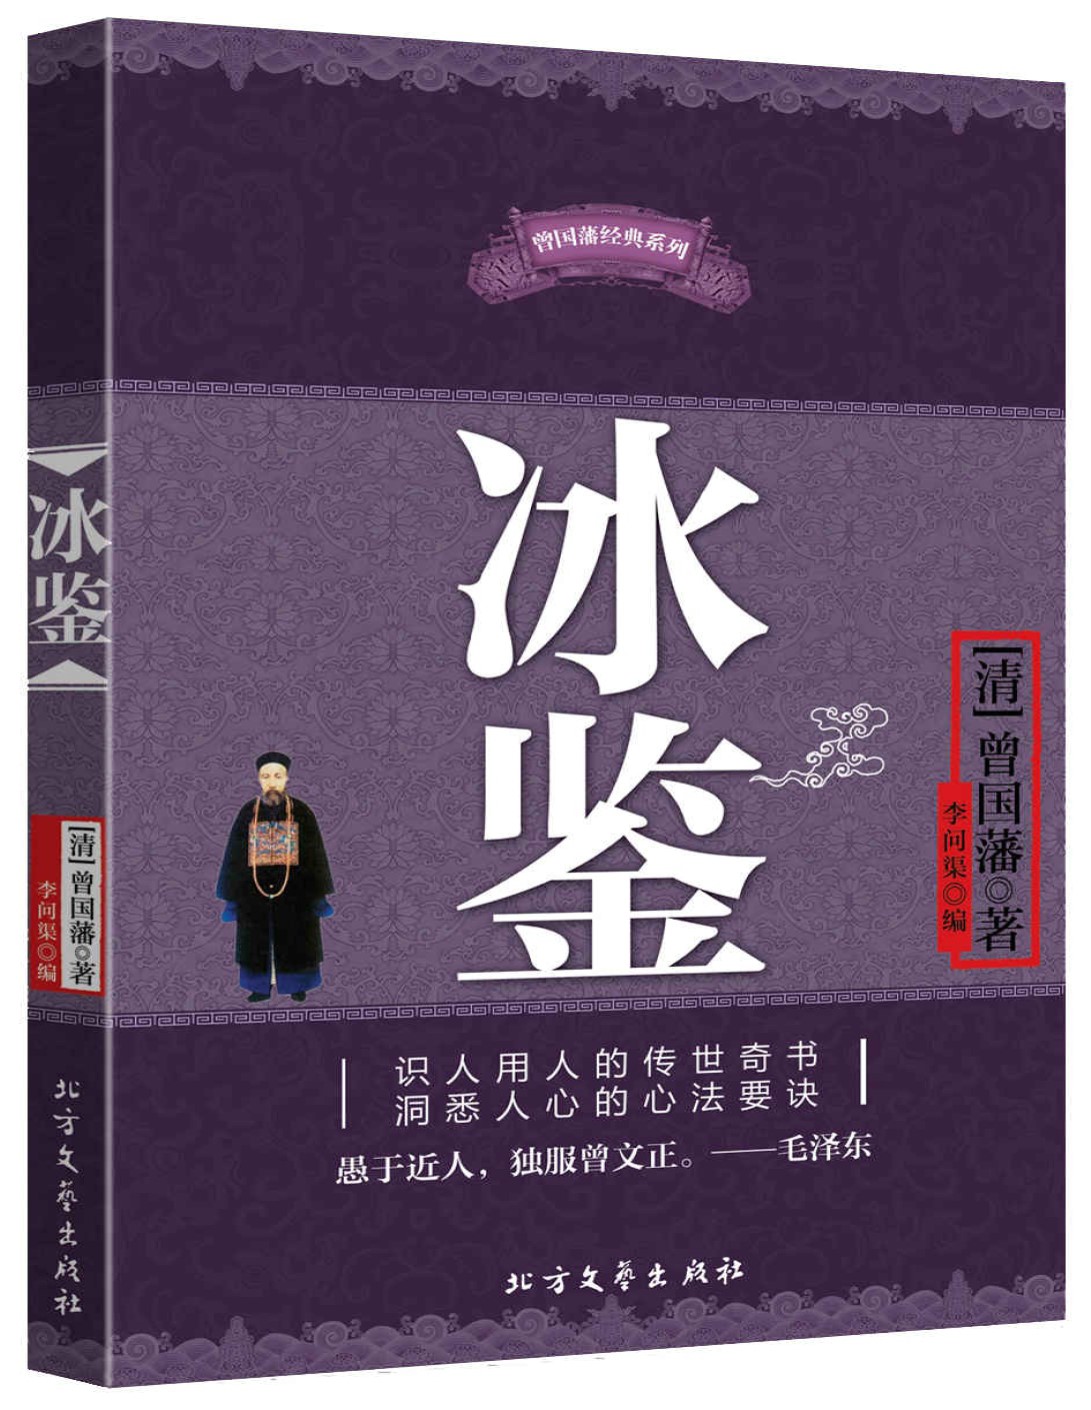 曾国藩经典系列
冰鉴
[清]曾国藩◎著
李问渠◎编
识人用人的传世奇书
洞悉人心的心法要诀
愚于近人，独服曾文正。——毛泽东
北方文艺出版社
冰鉴
[清]曾国藩◎著
李问渠◎编
北方文艺出版社